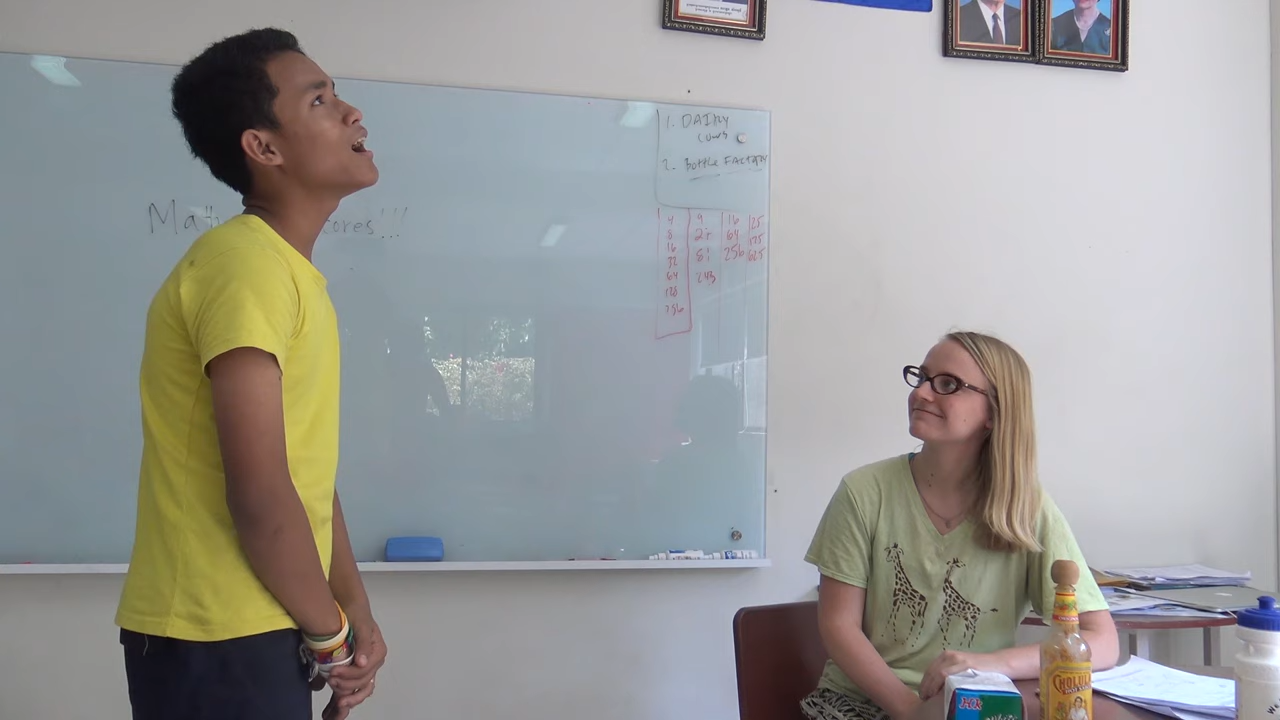 1. DAIRY
Cows
2. Bottle FACTORY
Mat cores!!!
4 9 16 25
8 27 64 125
16 81 256 625
32 243
64
128
256
CHOLULA